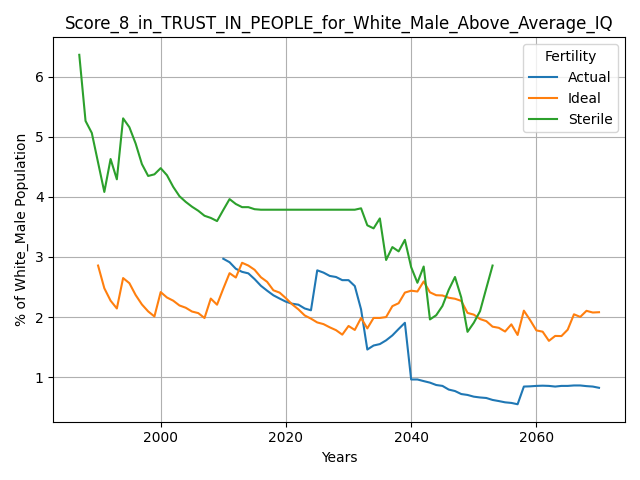 Score_8_in_TRUST_IN_PEOPLE_for_White_Male_Above_Average_IQ
% of White_Male Population
6
5
4
3
2
1
2000
2020
2040
2060
Years
Fertility
Actual
Ideal
Sterile